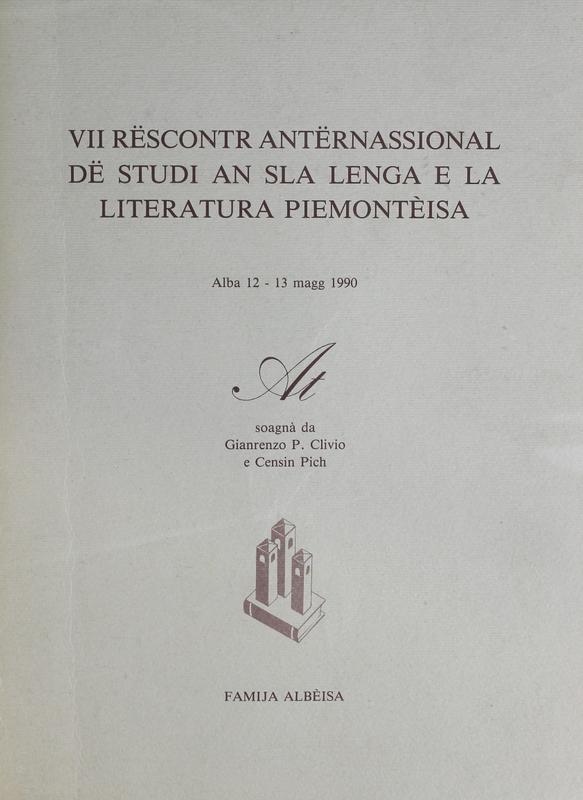 VII RËSCONTR ANTËRNASSIONAL
DË STUDI AN SLA LENGA E LA
LITERATURA PIEMONTÈISA
Alba 12 - 13 magg 1990
At
soagnà da
Gianrenzo P. Clivio
e Censin Pich
FAMIJA ALBÈISA